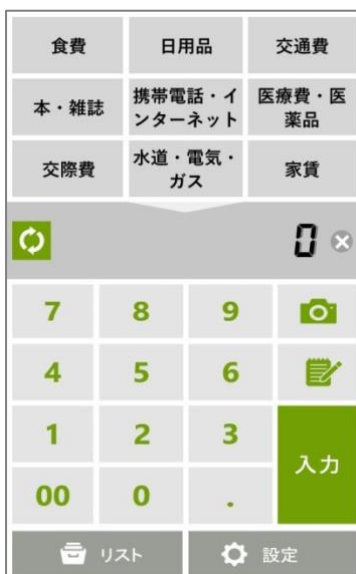 食費
日用品
交通費
本・雑誌
携帯電話・イ
ンターネット
医療費・医
薬品
交際費
水道・電気・
ガス
家賃
0
7
8
9
4
5
6
1
2
3
入力
00
0
.
リスト
設定